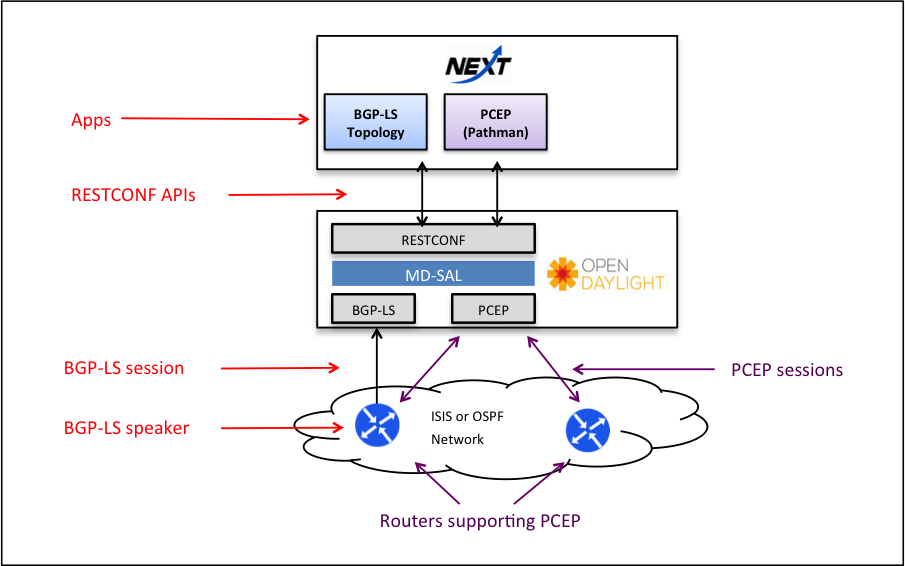 NEXT
BGP-LS
Topology
PCEP
(Pathman)
Apps
RESTCONF APIs
RESTCONF
MD-SAL
OPEN
DAYLIGHT
BGP-LS
PCEP
BGP-LS session
PCEP sessions
BGP-LS speaker
ISIS or OSPF
Network
Routers supporting PCEP